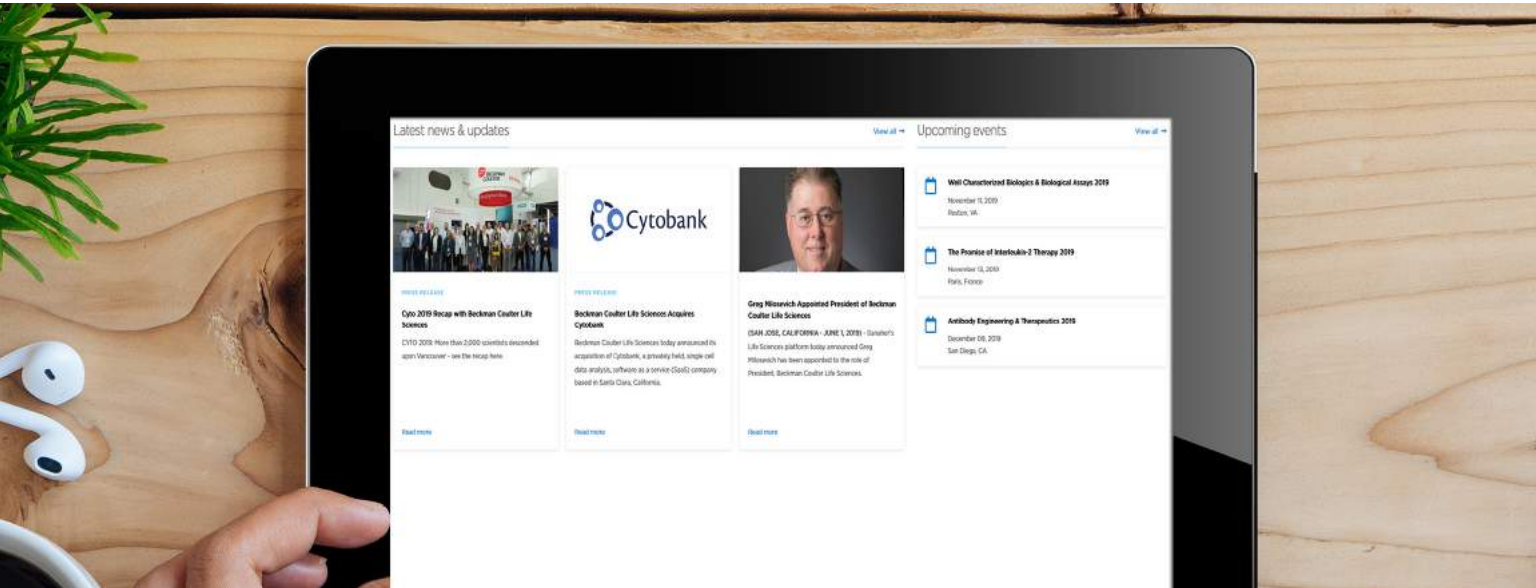 Latest news & updates
View all →
BECKMAN
COULTER
PRESS RELEASE
Cyto 2019 Recap with Beckman Coulter Life
Sciences
CYTO 2019: More than 2,000 scientists descended
upon Vancouver - see the recap here
Read more
Cytobank
PRESS RELEASE
Beckman Coulter Life Sciences Acquires
Cytobank
Beckman Coulter Life Sciences today announced its
acquisition of Cytobank, a privately held, single cell
data analysis, software as a service (SaaS) company
based in Santa Clara, California.
Read more
Greg Milosevich Appointed President of Beckman
Coulter Life Sciences
(SAN JOSE, CALIFORNIA - JUNE 1, 2019) - Danaher's
Life Sciences platform today announced Greg
Milosevich has been appointed to the role of
President, Beckman Coulter Life Sciences.
Read more
Upcoming events
View all →
Well Characterized Biologics & Biological Assays 2019
November 11, 2019
Reston, VA
The Promise of Interleukin-2 Therapy 2019
November 13, 2019
Paris, France
Antibody Engineering & Therapeutics 2019
December 09, 2019
San Diego, CA